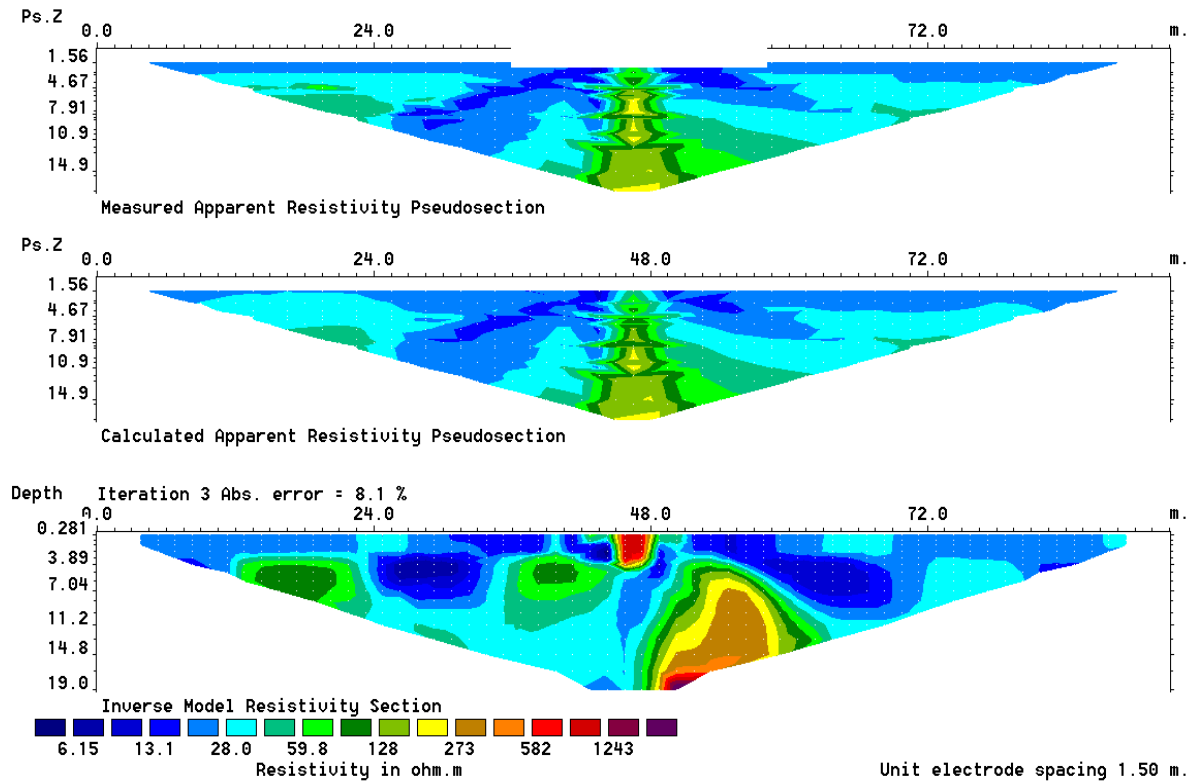 Ps.Z
0.0 24.0 72.0 m.
1.56
4.67
7.91
10.9
14.9
Measured Apparent Resistivity Pseudosection
Ps.Z
0.0 24.0 48.0 72.0 m.
1.56
4.67
7.91
10.9
14.9
Calculated Apparent Resistivity Pseudosection
Depth Iteration 3 Abs. error = 8.1 %
0.0 24.0 48.0 72.0 m.
0.281
3.89
7.04
11.2
14.8
19.0
Inverse Model Resistivity Section
6.15 13.1 28.0 59.8 128 273 582 1243
Resistivity in ohm.m Unit electrode spacing 1.50 m.